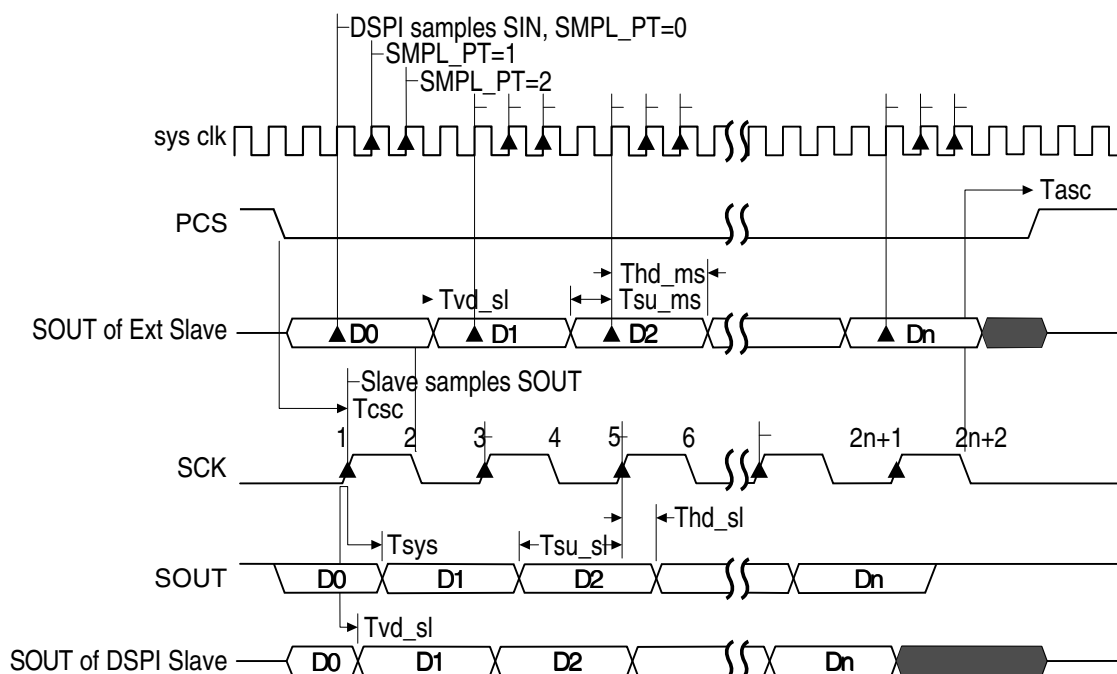 DSPI samples SIN, SMPL_PT=0
SMPL_PT=1
SMPL_PT=2
sys clk
Tasc
PCS
Thd_ms
Tvd_sl
Tsu_ms
SOUT of Ext Slave
D0 D1 D2 Dn
Slave samples SOUT
Tcsc
1 2 3 4 5 6 2n+1 2n+2
SCK
Thd_sl
Tsys Tsu_sl
SOUT D0 D1 D2 Dn
Tvd_sl
SOUT of DSPI Slave D0 D1 D2 Dn